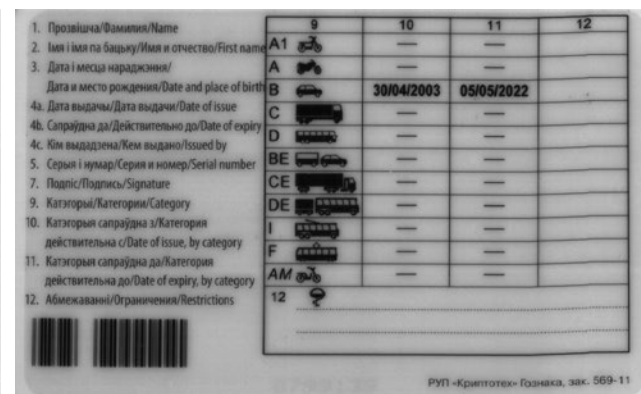 1. Прозвішча/Фамилия/Name
2. Імя і імя па бацьку/Имя и отчество/First name
3. Дата і месца нараджэння/
Дата и место рождения/Date and place of birth
4a. Дата выдачы/Дата выдачи/Date of issue
4b. Сапраўдна да/Действительно до/Date of expiry
4c. Кім выдадзена/Кем выдано/Issued by
5. Серыя і нумар/Серия и номер/Serial number
7. Подпіс/Подпись/Signature
9. Катэгорыі/Категории/Category
10. Катэгорыя сапраўдна з/Категория
действительна с/Date of issue, by category
11. Катэгорыя сапраўдна да/Категория
действительна до/Date of expiry, by category
12. Абмежаванні/Ограничения/Restrictions
9 10 11 12
A1 — —
A — —
B 30/04/2003 05/05/2022
C — —
D — —
BE — —
CE — —
DE — —
I — —
F — —
AM — —
12
РУП «Криптотех» Гознака, зак. 569-11